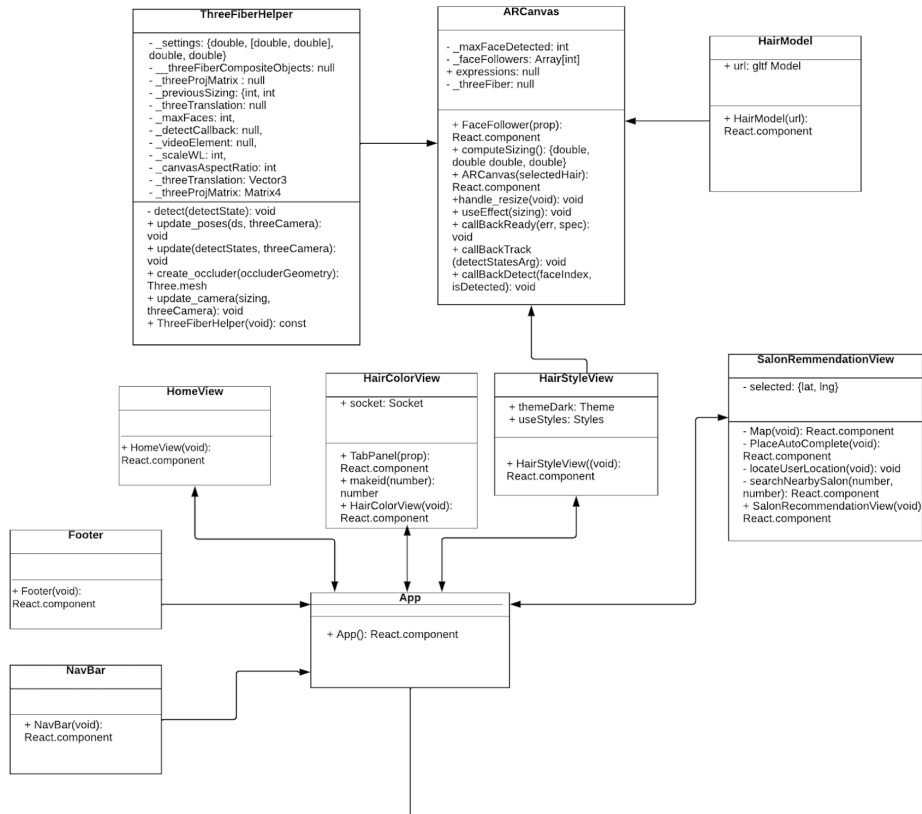 ThreeFiberHelper
- _settings: {double, [double, double],
double, double}
- __threeFiberCompositeObjects: null
- _threeProjMatrix : null
- _previousSizing: {int, int
- _threeTranslation: null
- _maxFaces: int,
- _detectCallback: null,
- _videoElement: null,
- _scaleWL: int,
- _canvasAspectRatio: int
- _threeTranslation: Vector3
- _threeProjMatrix: Matrix4
- detect(detectState): void
+ update_poses(ds, threeCamera):
void
+ update(detectStates, threeCamera):
void
+ create_occluder(occluderGeometry):
Three.mesh
+ update_camera(sizing,
threeCamera): void
+ ThreeFiberHelper(void): const
ARCanvas
- _maxFaceDetected: int
- _faceFollowers: Array[int]
+ expressions: null
- _threeFiber: null
+ FaceFollower(prop):
React.component
+ computeSizing(): {double,
double double, double}
+ ARCanvas(selectedHair):
React.component
+handle_resize(void): void
+ useEffect(sizing): void
+ callBackReady(err, spec):
void
+ callBackTrack
(detectStatesArg): void
+ callBackDetect(faceIndex,
isDetected): void
HairModel
+ url: gltf Model
+ HairModel(url):
React.component
HomeView
+ HomeView(void):
React.component
HairColorView
+ socket: Socket
+ TabPanel(prop):
React.component
+ makeid(number):
number
+ HairColorView(void):
React.component
HairStyleView
+ themeDark: Theme
+ useStyles: Styles
+ HairStyleView((void):
React.component
SalonRemmendationView
- selected: {lat, lng}
- Map(void): React.component
- PlaceAutoComplete(void):
React.component
- locateUserLocation(void): void
- searchNearbySalon(number,
number): React.component
+ SalonRecommendationView(void)
React.component
Footer
+ Footer(void):
React.component
App
+ App(): React.component
NavBar
+ NavBar(void):
React.component